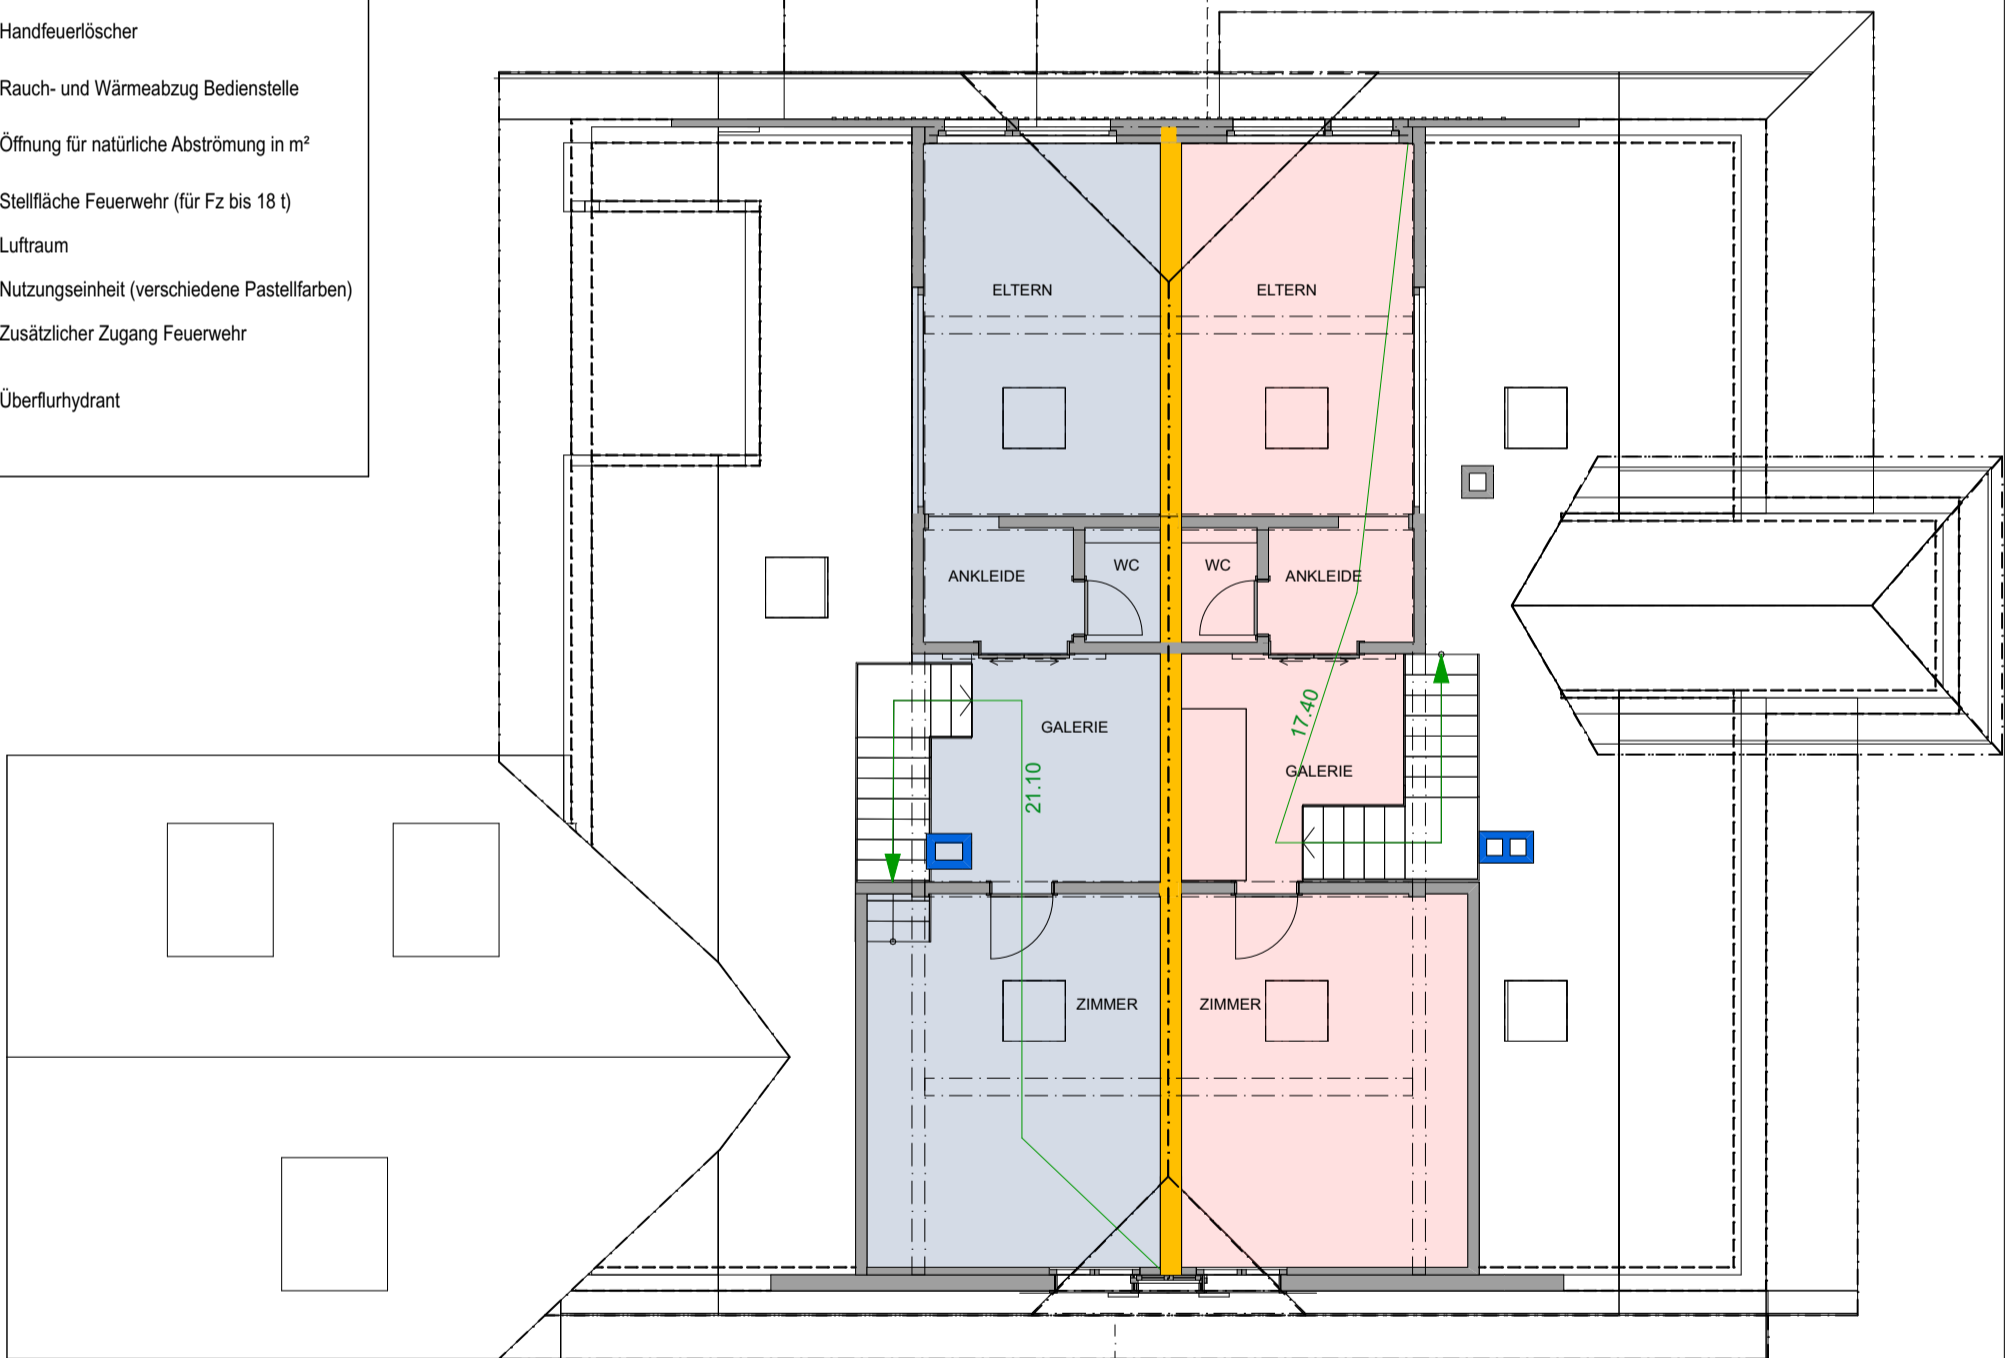 Handfeuerlöscher
Rauch- und Wärmeabzug Bedienstelle
Öffnung für natürliche Abströmung in m²
Stellfläche Feuerwehr (für Fz bis 18 t)
Luftraum
Nutzungseinheit (verschiedene Pastellfarben)
Zusätzlicher Zugang Feuerwehr
Überflurhydrant
ELTERN
ELTERN
ANKLEIDE
WC
WC
ANKLEIDE
GALERIE
17.40
GALERIE
21.10
ZIMMER
ZIMMER